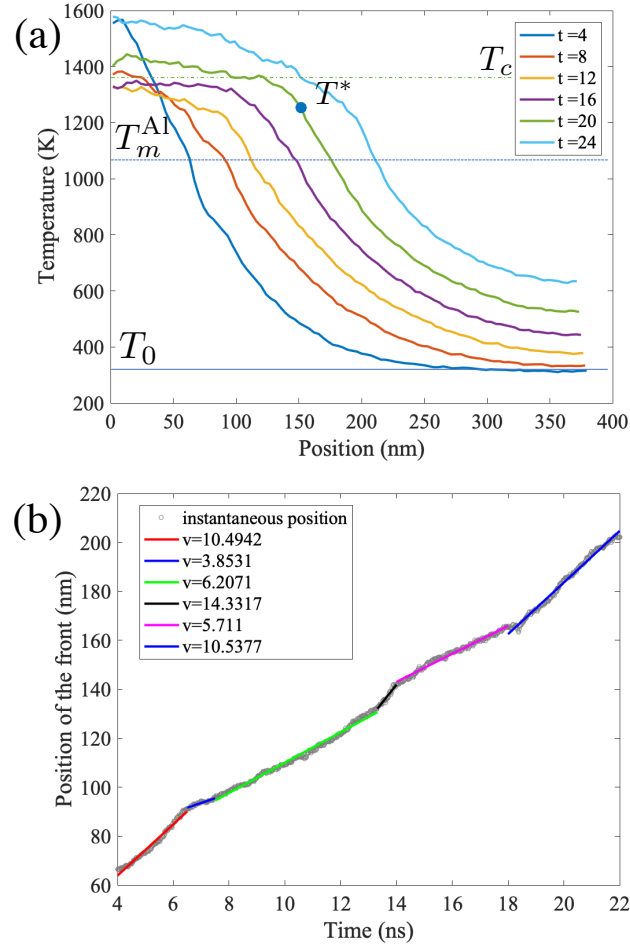 (a)
1600
1400
1200
1000
800
600
400
200
Temperature (K)
T_c
T*
T_m^Al
T_0
t =4
t =8
t =12
t =16
t =20
t =24
0 50 100 150 200 250 300 350 400
Position (nm)
(b)
220
200
180
160
140
120
100
80
60
Position of the front (nm)
instantaneous position
v=10.4942
v=3.8531
v=6.2071
v=14.3317
v=5.711
v=10.5377
4 6 8 10 12 14 16 18 20 22
Time (ns)